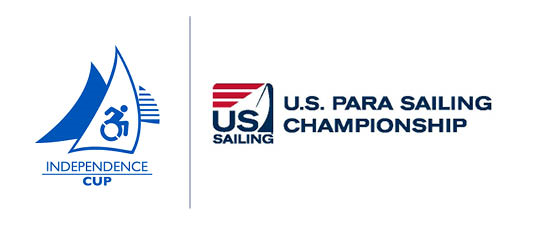 INDEPENDENCE
CUP
US
SAILING
U.S. PARA SAILING
CHAMPIONSHIP